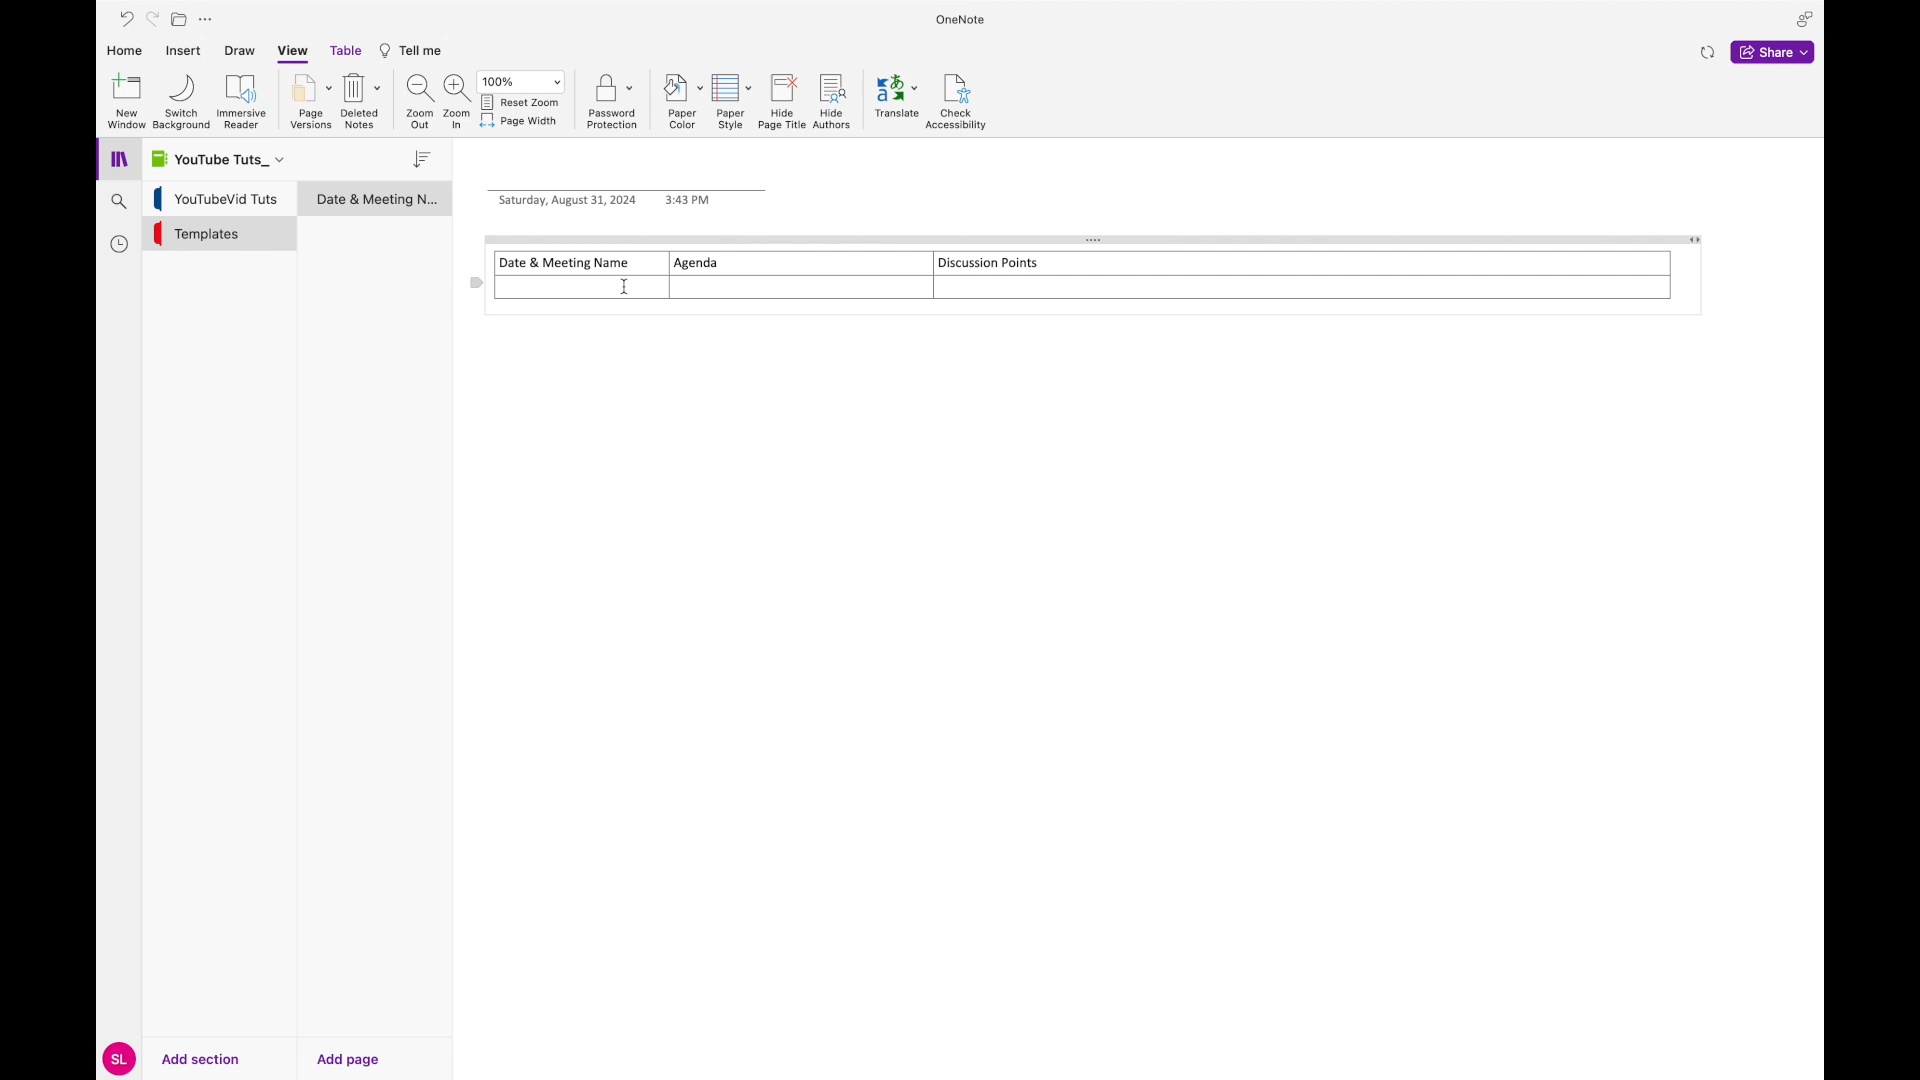 OneNote
Home Insert Draw View Table Tell me
Share
New Window
Switch Background
Immersive Reader
Page Versions
Deleted Notes
Zoom Out
Zoom In
100%
Reset Zoom
Page Width
Password Protection
Paper Color
Paper Style
Hide Page Title
Hide Authors
a あ
Translate
Check Accessibility
YouTube Tuts_
YouTubeVid Tuts
Templates
Date & Meeting N...
Saturday, August 31, 2024 3:43 PM
Date & Meeting Name Agenda Discussion Points
SL
Add section
Add page